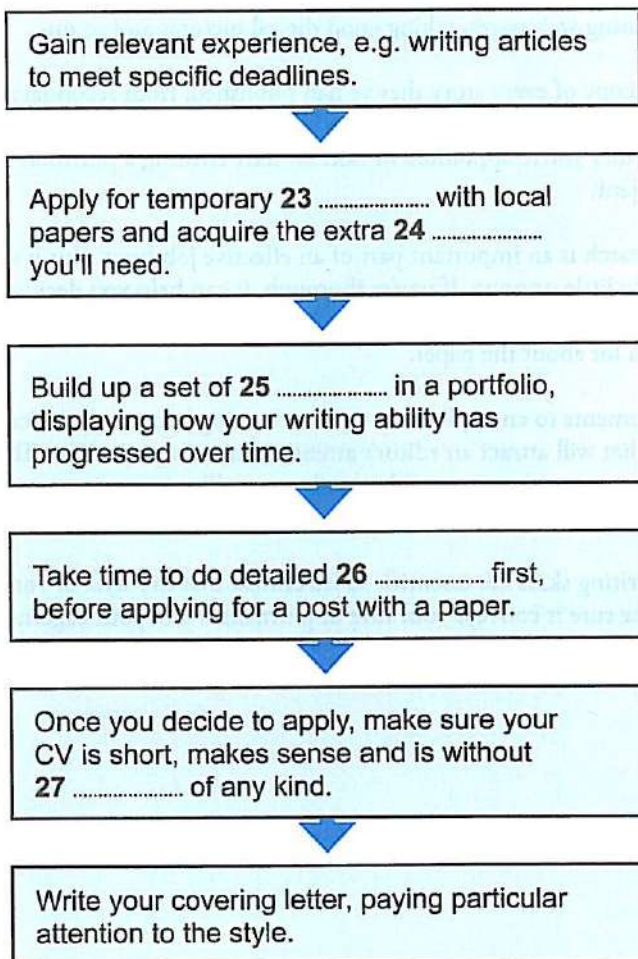 Gain relevant experience, e.g. writing articles
to meet specific deadlines.
Apply for temporary 23 .................... with local
papers and acquire the extra 24 ....................
you'll need.
Build up a set of 25 .................... in a portfolio,
displaying how your writing ability has
progressed over time.
Take time to do detailed 26 .................... first,
before applying for a post with a paper.
Once you decide to apply, make sure your
CV is short, makes sense and is without
27 .................... of any kind.
Write your covering letter, paying particular
attention to the style.